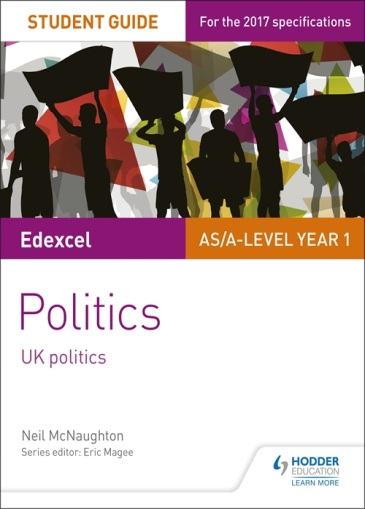 STUDENT GUIDE
For the 2017 specifications
Edexcel
AS/A-LEVEL YEAR 1
Politics
UK politics
Neil McNaughton
Series editor: Eric Magee
HODDER
EDUCATION
LEARN MORE